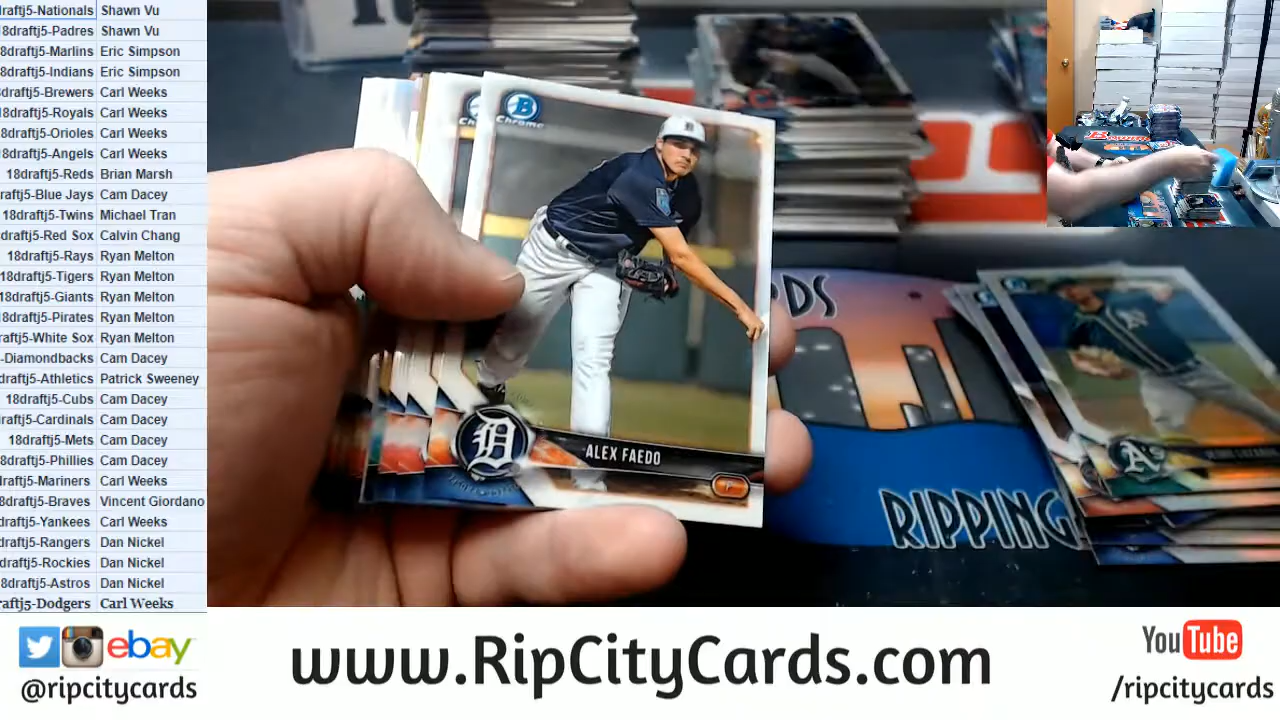 raftj5-Nationals Shawn Vu
8draftj5-Padres Shawn Vu
8draftj5-Marlins Eric Simpson
8draftj5-Indians Eric Simpson
8draftj5-Brewers Carl Weeks
8draftj5-Royals Carl Weeks
8draftj5-Orioles Carl Weeks
8draftj5-Angels Carl Weeks
18draftj5-Reds Brian Marsh
raftj5-Blue Jays Cam Dacey
18draftj5-Twins Michael Tran
draftj5-Red Sox Calvin Chang
18draftj5-Rays Ryan Melton
18draftj5-Tigers Ryan Melton
18draftj5-Giants Ryan Melton
8draftj5-Pirates Ryan Melton
raftj5-White Sox Ryan Melton
-Diamondbacks Cam Dacey
draftj5-Athletics Patrick Sweeney
18draftj5-Cubs Cam Dacey
raftj5-Cardinals Cam Dacey
18draftj5-Mets Cam Dacey
8draftj5-Phillies Cam Dacey
draftj5-Mariners Carl Weeks
8draftj5-Braves Vincent Giordano
raftj5-Yankees Carl Weeks
draftj5-Rangers Dan Nickel
draftj5-Rockies Dan Nickel
8draftj5-Astros Dan Nickel
raftj5-Dodgers Carl Weeks
B
Chrome
D
ALEX FAEDO
P
A's
RIPPING
ebay
@ripcitycards
www.RipCityCards.com
YouTube
/ripcitycards